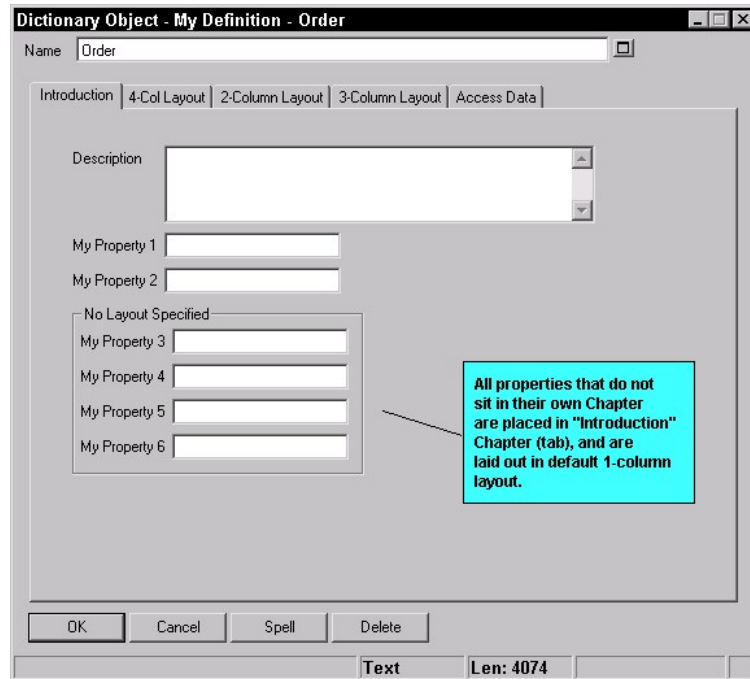 Dictionary Object - My Definition - Order
Name Order
Introduction 4-Col Layout 2-Column Layout 3-Column Layout Access Data
Description
My Property 1
My Property 2
No Layout Specified
My Property 3
My Property 4
My Property 5
My Property 6
All properties that do not
sit in their own Chapter
are placed in "Introduction"
Chapter (tab), and are
laid out in default 1-column
layout.
OK Cancel Spell Delete
Text Len: 4074